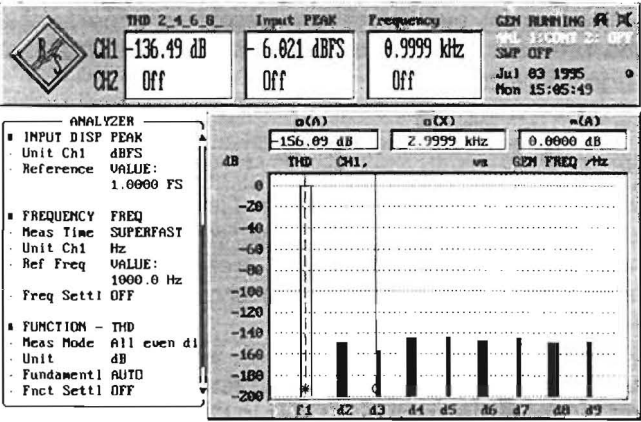 THD 2_4_6_8_ Input PEAK Frequency GEN RUNNING
CH1 -136.49 dB - 6.021 dBFS 0.9999 kHz ANL 1:CONT 2: OFF
SWP OFF
CH2 Off Off Off Jul 03 1995
Mon 15:05:49
ANALYZER
INPUT DISP PEAK
Unit Ch1 dBFS
Reference VALUE:
1.0000 FS
FREQUENCY FREQ
Meas Time SUPERFAST
Unit Ch1 Hz
Ref Freq VALUE:
1000.0 Hz
Freq Settl OFF
FUNCTION - THD
Meas Mode All even di
Unit dB
Fundamentl AUTO
Fnct Settl OFF
o(A) o(X) *(A)
-156.09 dB 2.9999 kHz 0.0000 dB
dB THD CH1, vs GEN FREQ /Hz
0
-20
-40
-60
-80
-100
-120
-140
-160
-180
-200
f1 d2 d3 d4 d5 d6 d7 d8 d9